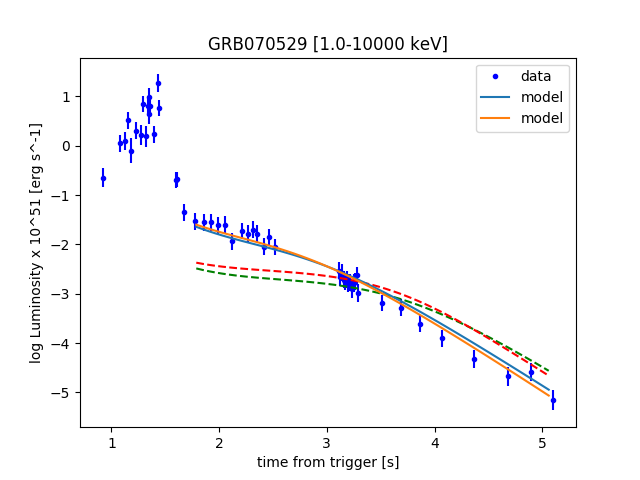 GRB070529 [1.0-10000 keV]
data
model
model
log Luminosity x 10^51 [erg s^-1]
1
0
−1
−2
−3
−4
−5
1 2 3 4 5
time from trigger [s]